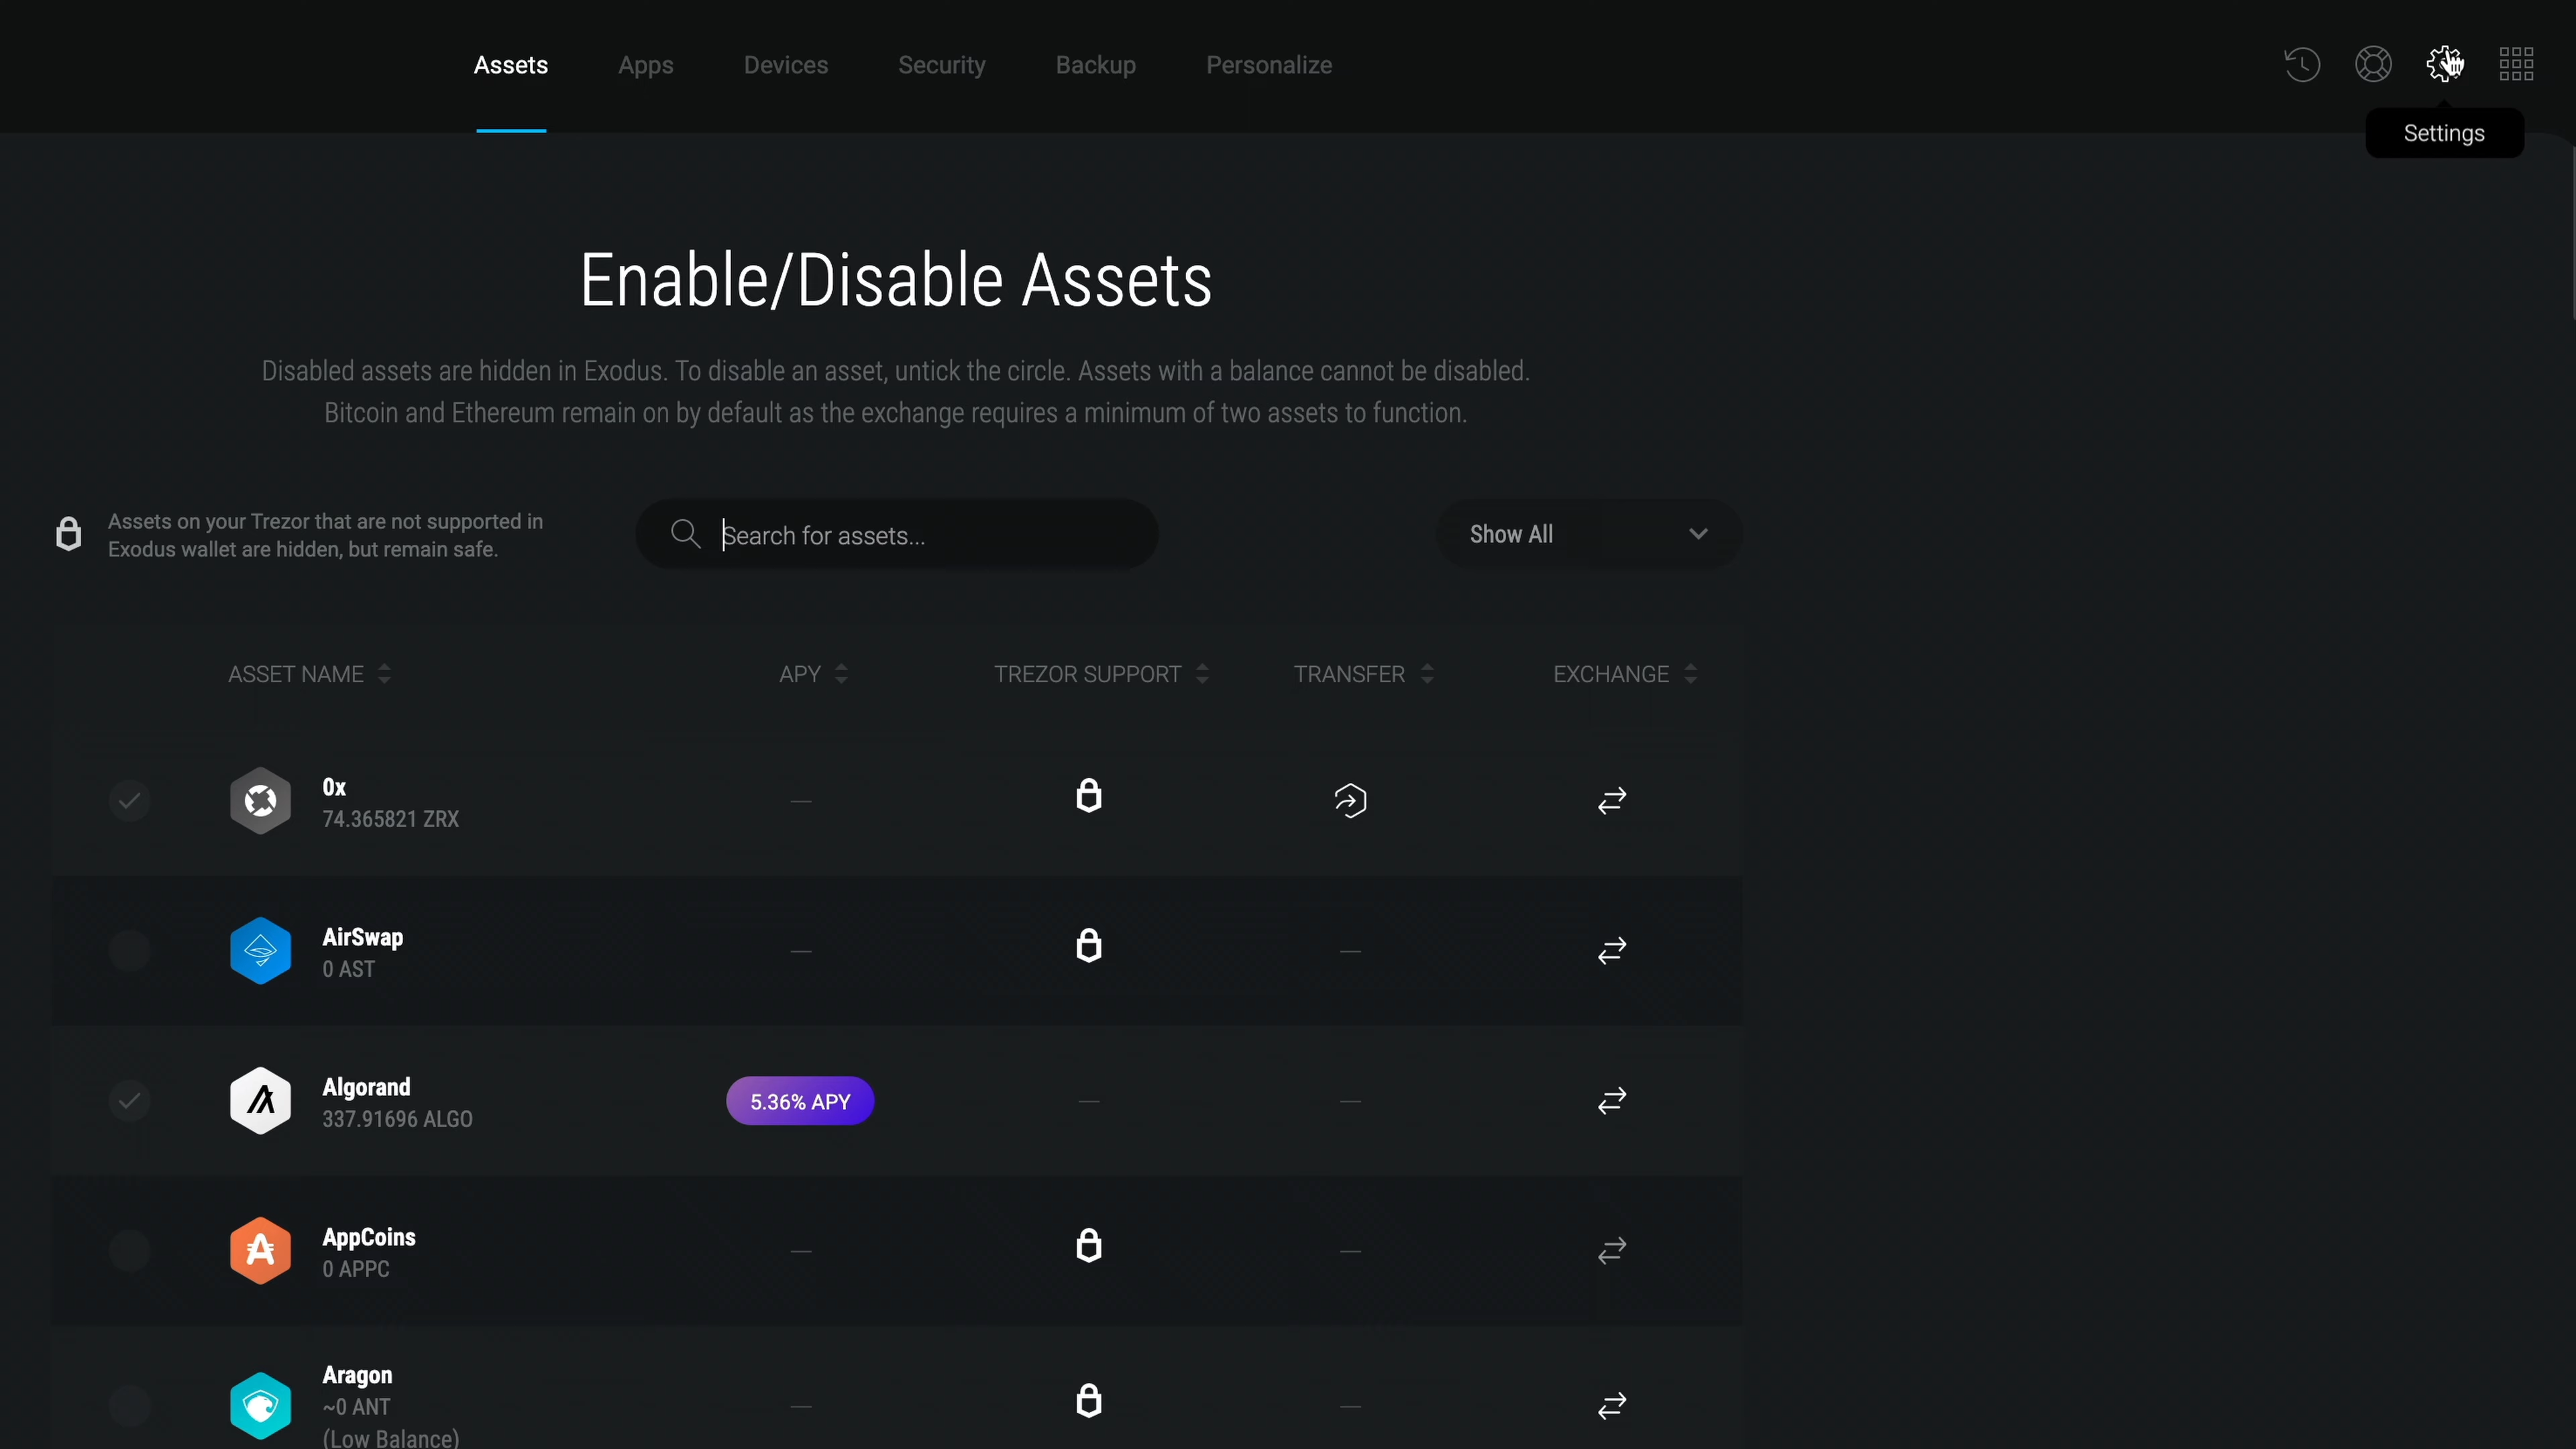 Assets Apps Devices Security Backup Personalize
Settings
Enable/Disable Assets
Disabled assets are hidden in Exodus. To disable an asset, untick the circle. Assets with a balance cannot be disabled.
Bitcoin and Ethereum remain on by default as the exchange requires a minimum of two assets to function.
Assets on your Trezor that are not supported in
Exodus wallet are hidden, but remain safe.
Search for assets...
Show All
ASSET NAME APY TREZOR SUPPORT TRANSFER EXCHANGE
0x
74.365821 ZRX
—
AirSwap
0 AST
— —
Algorand
337.91696 ALGO
5.36% APY
— —
AppCoins
0 APPC
— —
Aragon
~0 ANT
(Low Balance)
— —